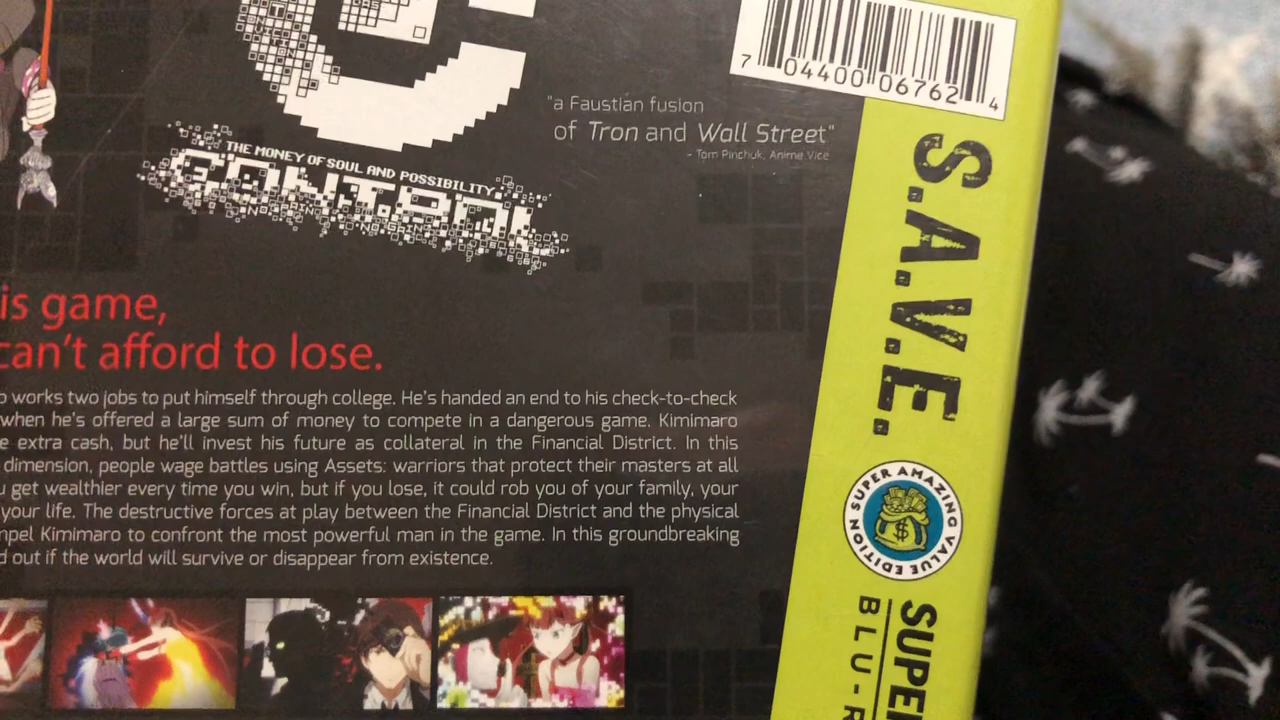 7 04400 06762 4
"a Faustian fusion
of Tron and Wall Street"
- Tom Pinchuk, Anime Vice
THE MONEY OF SOUL AND POSSIBILITY
CONTROL
is game,
can't afford to lose.
works two jobs to put himself through college. He's handed an end to his check-to-check
when he's offered a large sum of money to compete in a dangerous game. Kimimaro
extra cash, but he'll invest his future as collateral in the Financial District. In this
dimension, people wage battles using Assets: warriors that protect their masters at all
get wealthier every time you win, but if you lose, it could rob you of your family, your
your life. The destructive forces at play between the Financial District and the physical
mpel Kimimaro to confront the most powerful man in the game. In this groundbreaking
out if the world will survive or disappear from existence.
S.A.V.E.
SUPER AMAZING
VALUE EDITION
$
SUPER
BLU-R